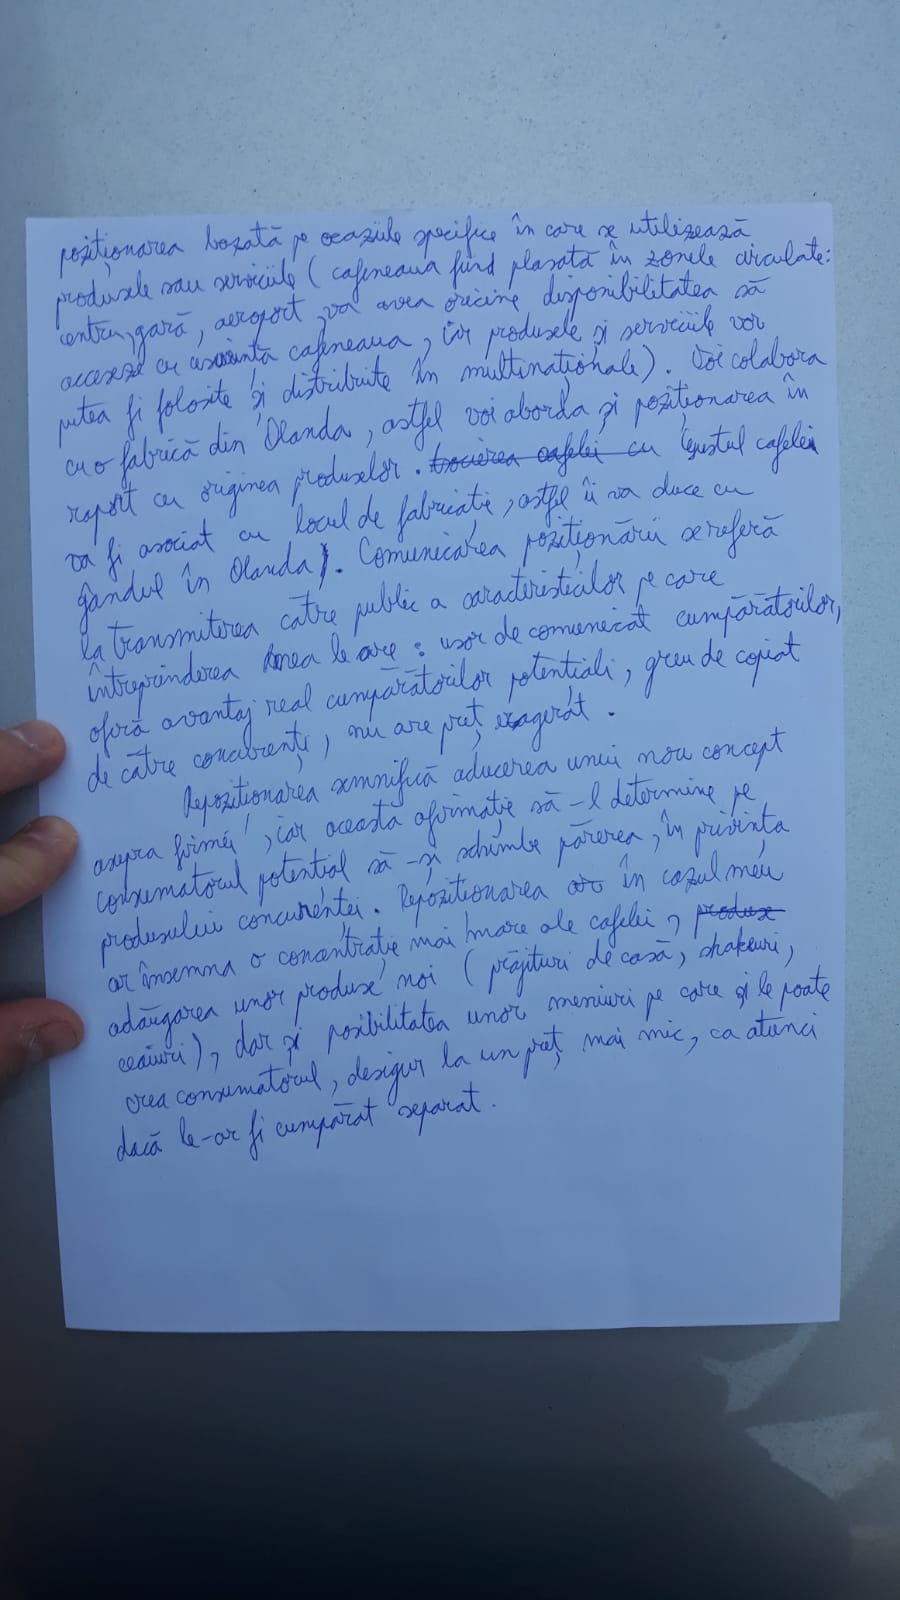 poziționarea bazată pe ocaziile specifice în care se utilizează
produsele sau serviciile (cafeneaua fiind plasată în zonele circulate:
centru, gară, aeroport, va avea oricine disponibilitatea să
acceseze cu ușurință cafeneaua, iar produsele și serviciile vor
putea fi folosite și distribuite în multinaționale). Voi colabora
cu o fabrică din Olanda, astfel voi aborda și poziționarea în
raport cu originea produselor. cafelei cu (gustul cafelei
va fi asociat cu locul de fabricație, astfel îi va duce cu
gândul în Olanda). Comunicarea poziționării se referă
la transmiterea către public a caracteristicilor pe care
întreprinderea mea le are: ușor de comunicat cumpărătorilor,
oferă avantaj real cumpărătorilor potențiali, greu de copiat
de către concurenți, nu are preț exagerat.
Repoziționarea semnifică aducerea unui nou concept
asupra firmei, iar aceasta afirmație să-l determine pe
consumatorul potențial să-și schimbe părerea, în privința
produsului concurenței. Repoziționarea ar în cazul meu
ar însemna o concentrație mai mare ale cafelei, produse
adăugarea unor produse noi (prăjituri de casă, shakeuri,
ceaiuri), dar și posibilitatea unor meniuri pe care și le poate
crea consumatorul, desigur la un preț mai mic, ca atunci
dacă le-ar fi cumpărat separat.